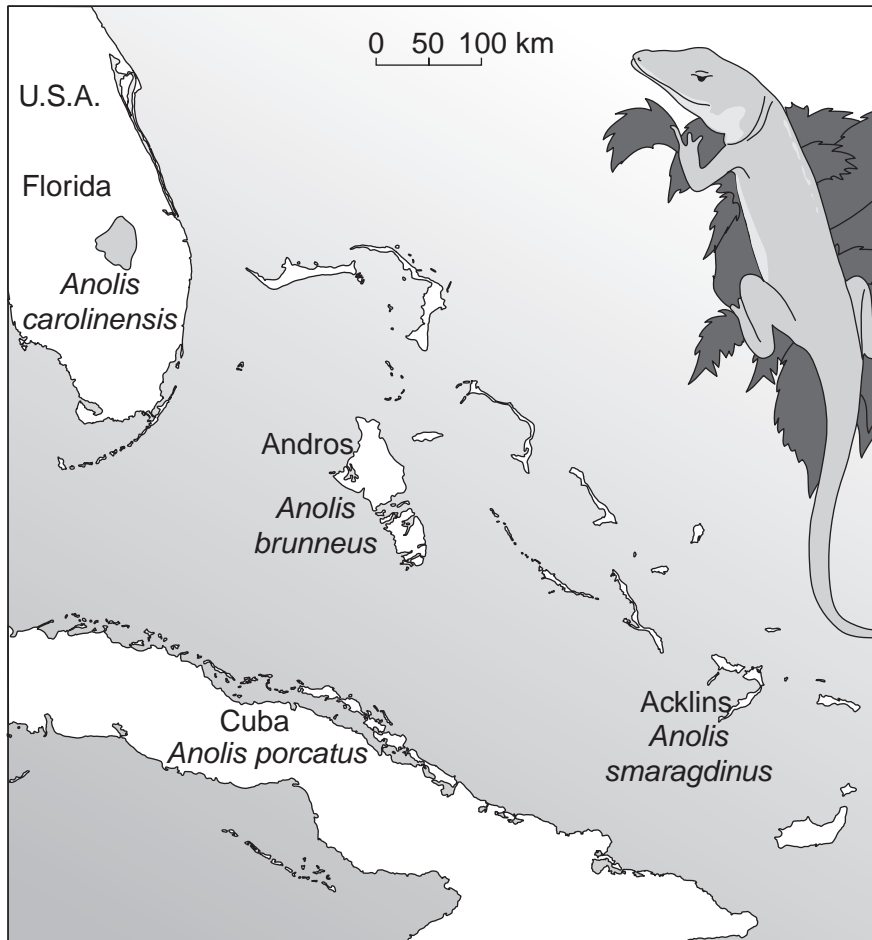 0 50 100 km
U.S.A.
Florida
Anolis
carolinensis
Andros
Anolis
brunneus
Cuba
Anolis porcatus
Acklins
Anolis
smaragdinus